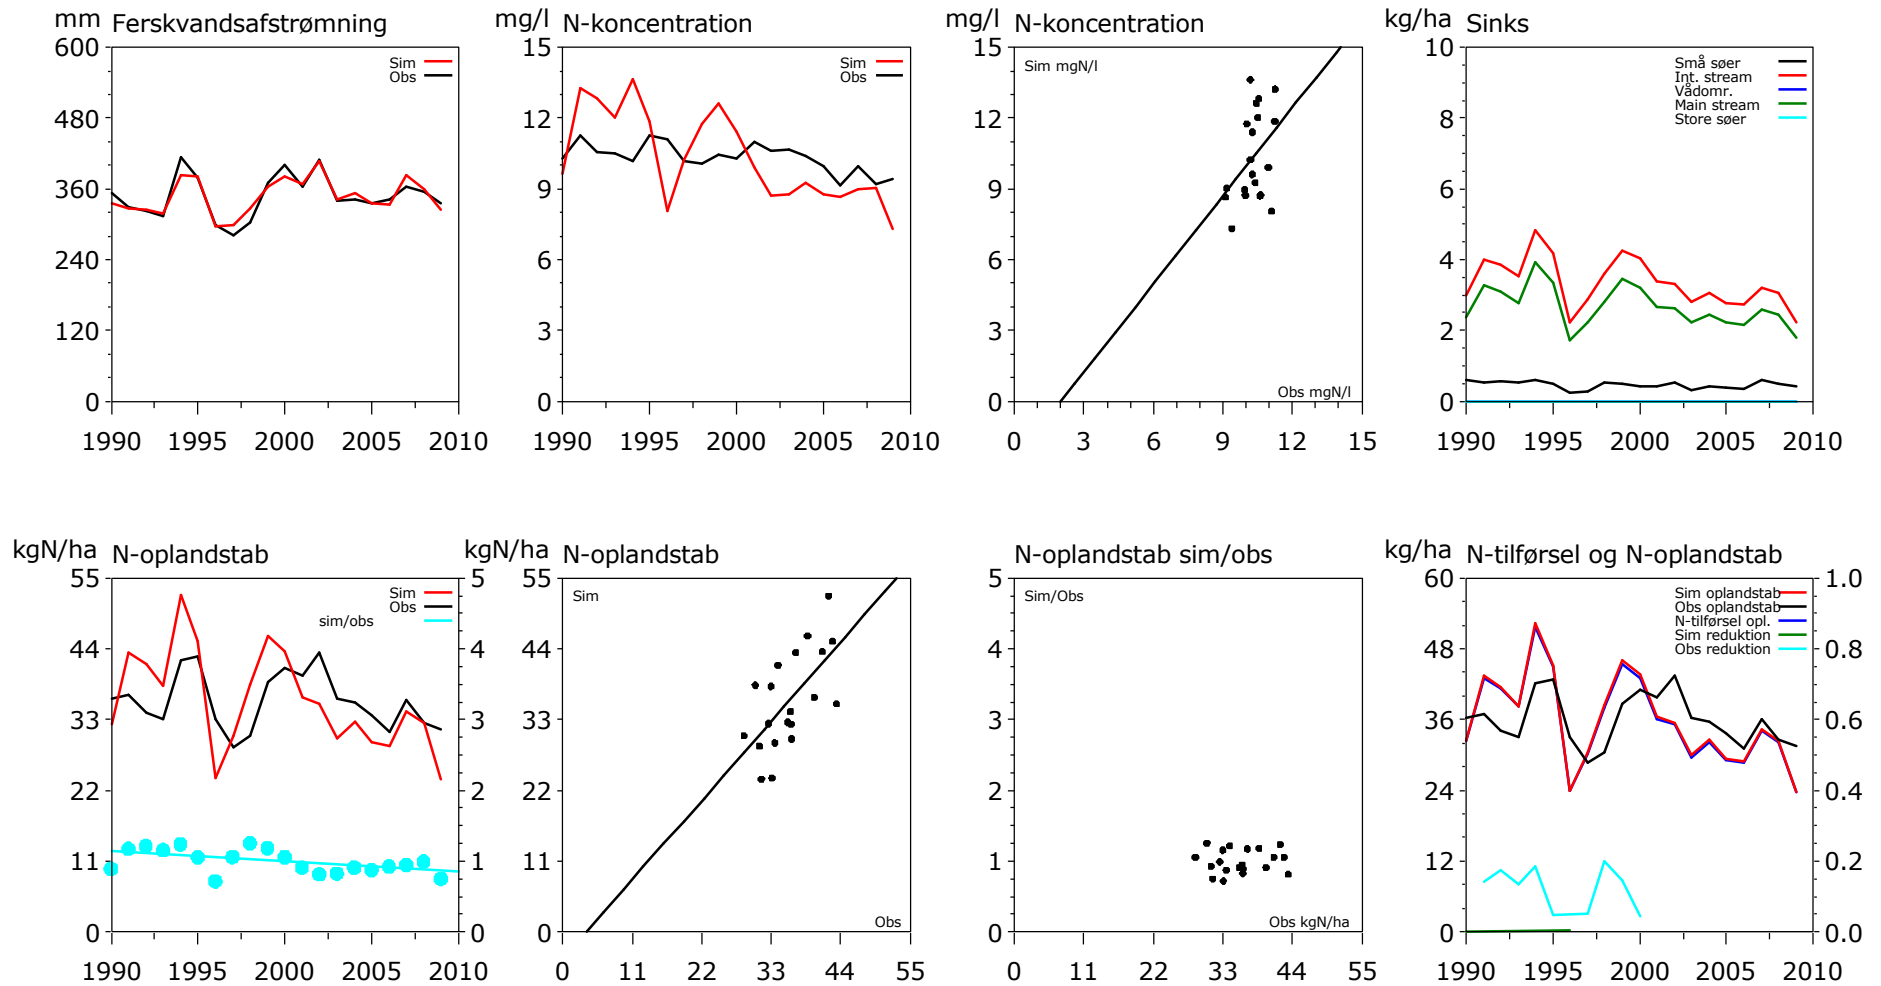 mm Ferskvandsafstrømning
600
480
360
240
120
0
1990 1995 2000 2005 2010
Sim
Obs
mg/l N-koncentration
15
12
9
6
3
0
1990 1995 2000 2005 2010
Sim
Obs
mg/l N-koncentration
15
12
9
6
3
0
0 3 6 9 12 15
Sim mgN/l
Obs mgN/l
kg/ha Sinks
10
8
6
4
2
0
1990 1995 2000 2005 2010
Små søer
Int. stream
Vådomr.
Main stream
Store søer
kgN/ha N-oplandstab
55
44
33
22
11
0
1990 1995 2000 2005 2010
Sim
Obs
sim/obs
5
4
3
2
1
0
kgN/ha N-oplandstab
55
44
33
22
11
0
0 11 22 33 44 55
Sim
Obs
N-oplandstab sim/obs
5
4
3
2
1
0
0 11 22 33 44 55
Sim/Obs
Obs kgN/ha
kg/ha N-tilførsel og N-oplandstab
60
48
36
24
12
0
1990 1995 2000 2005 2010
Sim oplandstab
Obs oplandstab
N-tilførsel opl.
Sim reduktion
Obs reduktion
1.0
0.8
0.6
0.4
0.2
0.0